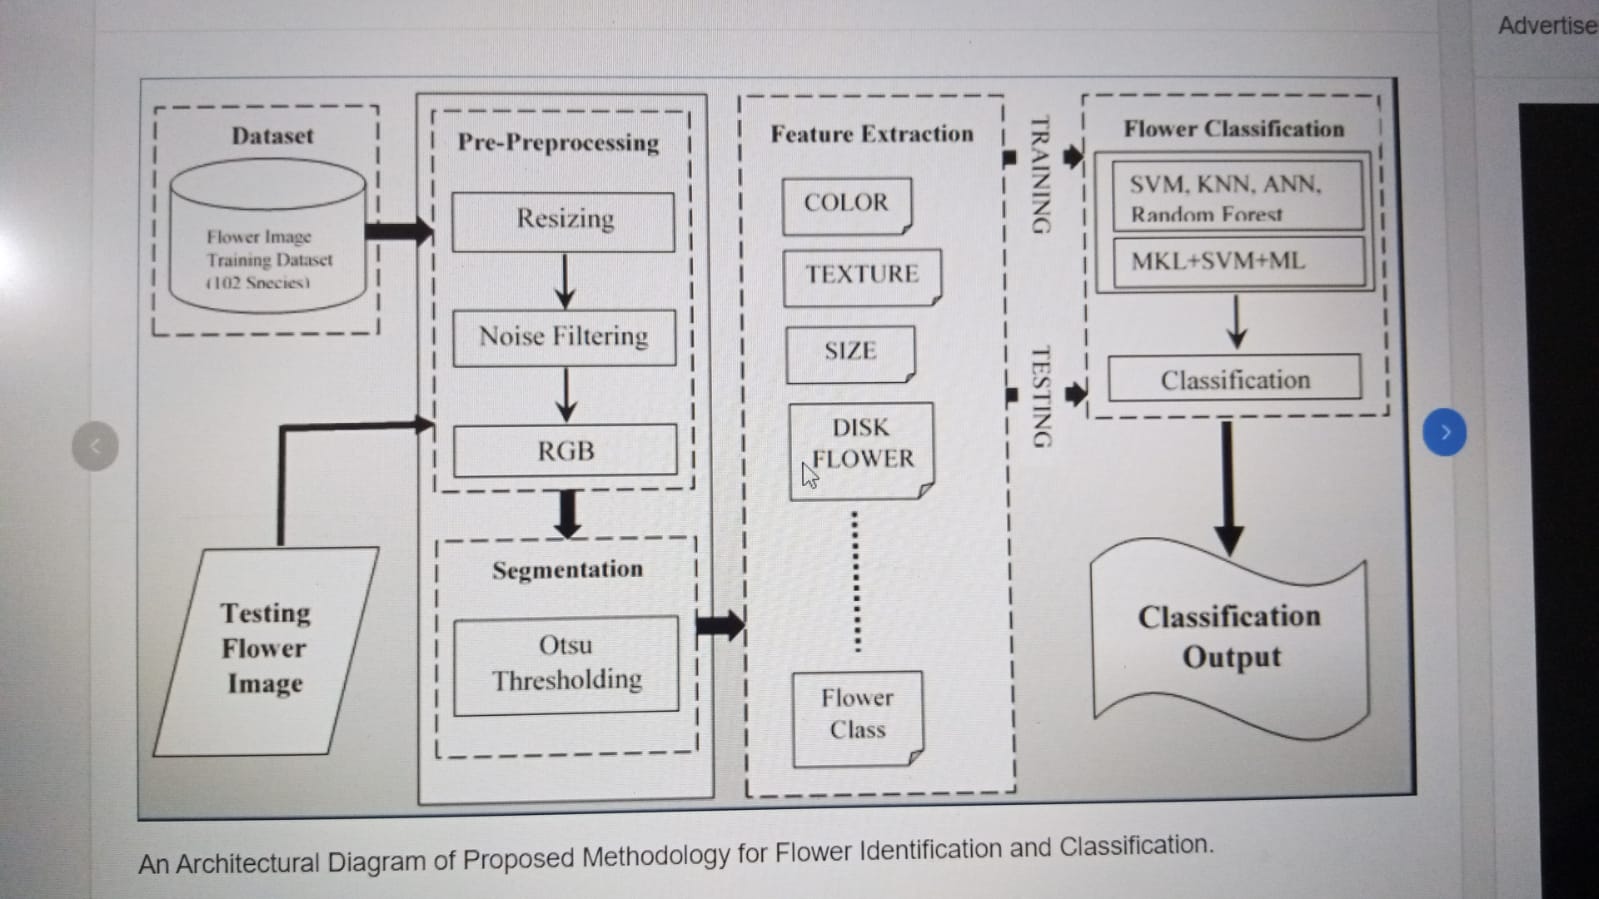 Advertise
Dataset
Flower Image
Training Dataset
(102 Species)
Testing
Flower
Image
Pre-Preprocessing
Resizing
Noise Filtering
RGB
Segmentation
Otsu
Thresholding
Feature Extraction
COLOR
TEXTURE
SIZE
DISK
FLOWER
Flower
Class
TRAINING
TESTING
Flower Classification
SVM, KNN, ANN,
Random Forest
MKL+SVM+ML
Classification
Classification
Output
An Architectural Diagram of Proposed Methodology for Flower Identification and Classification.